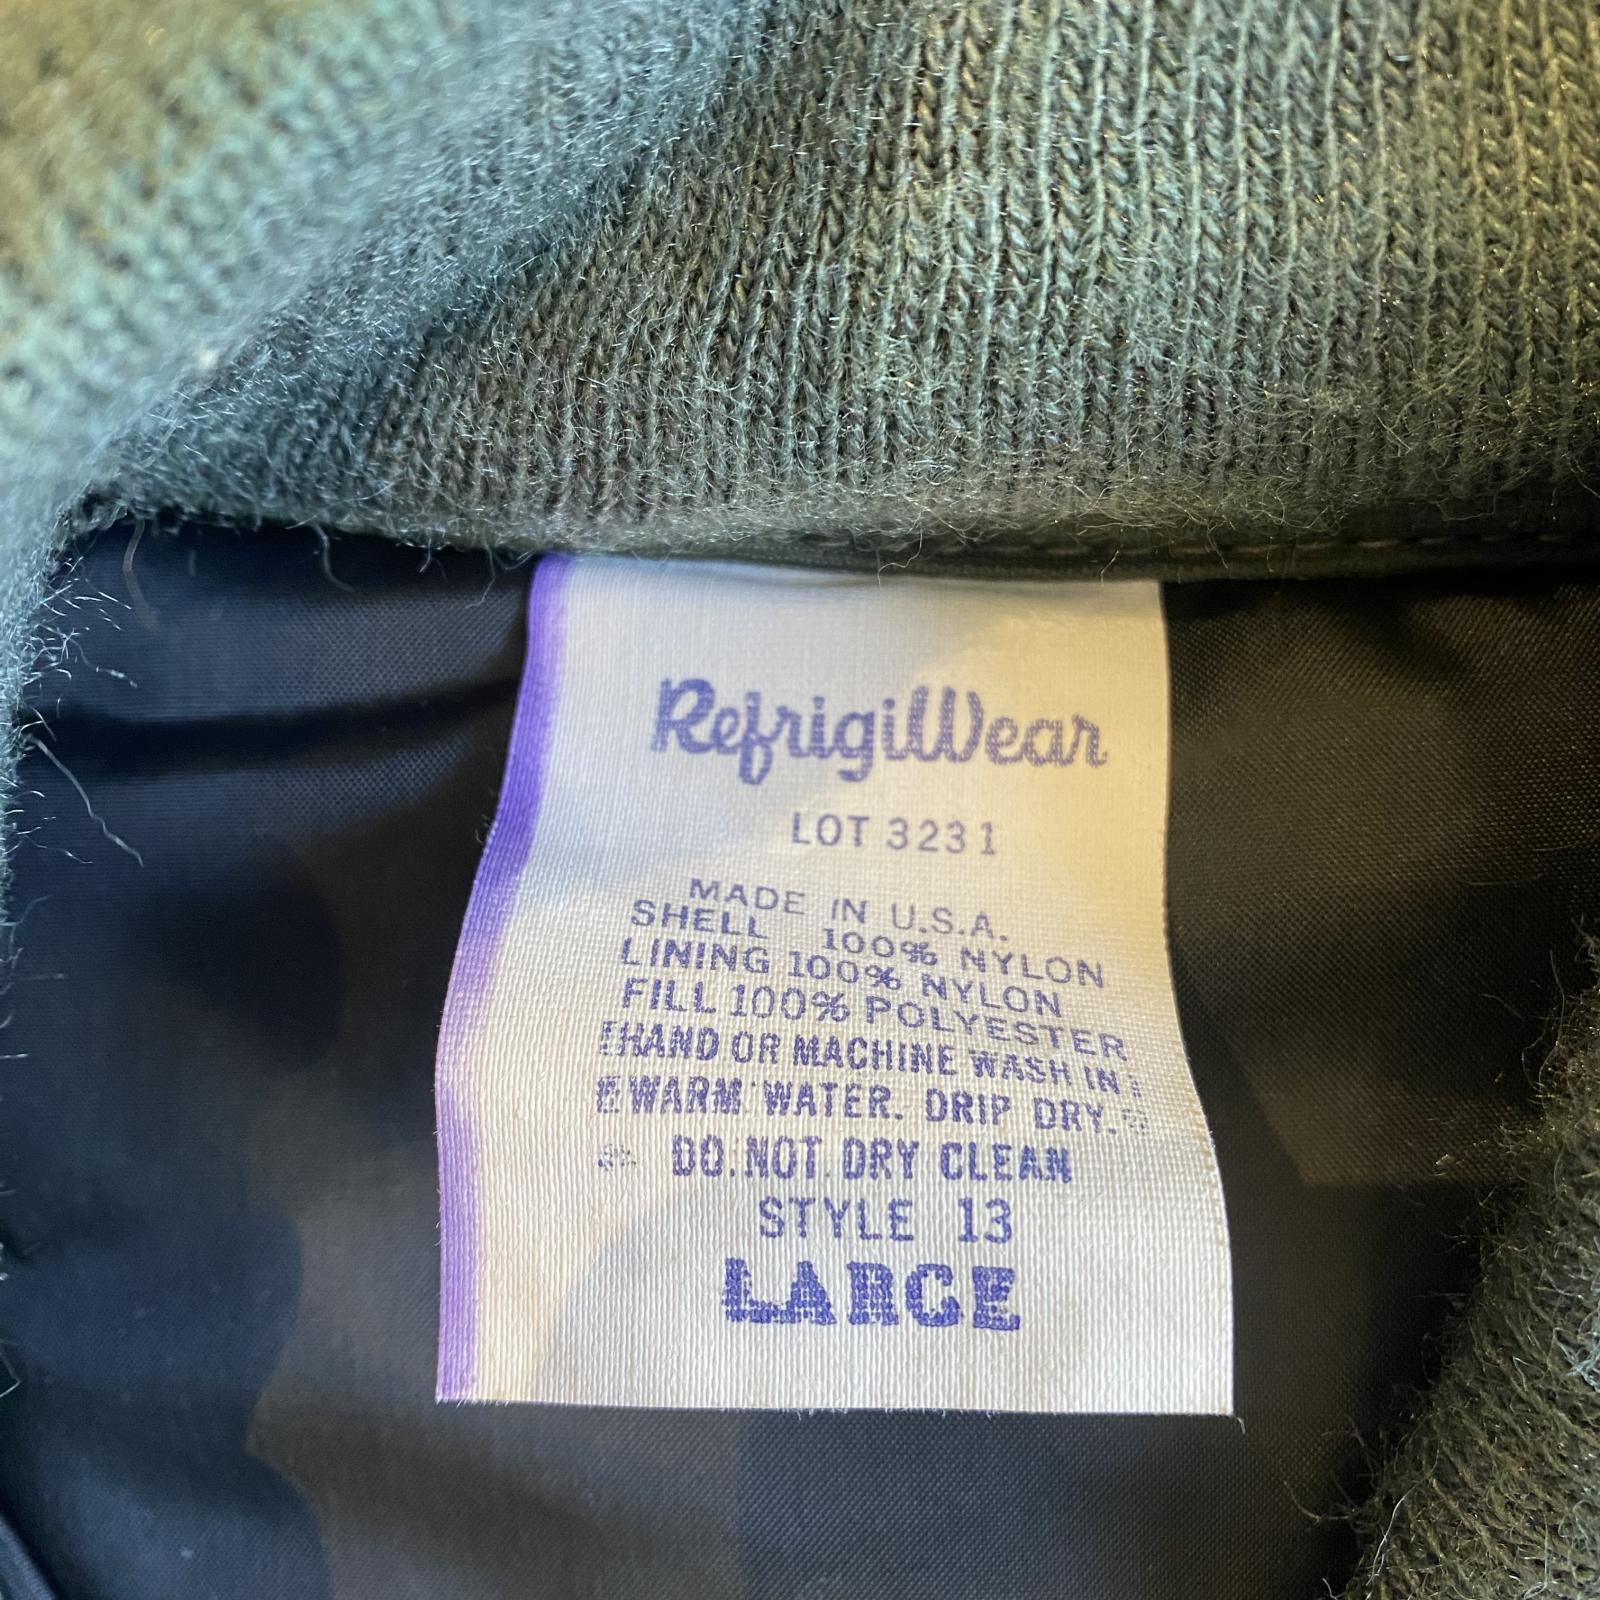 RefrigiWear
LOT 3231
MADE IN U.S.A.
SHELL 100% NYLON
LINING 100% NYLON
FILL 100% POLYESTER
HAND OR MACHINE WASH IN
WARM WATER. DRIP DRY.
DO NOT DRY CLEAN
STYLE 13
LARGE